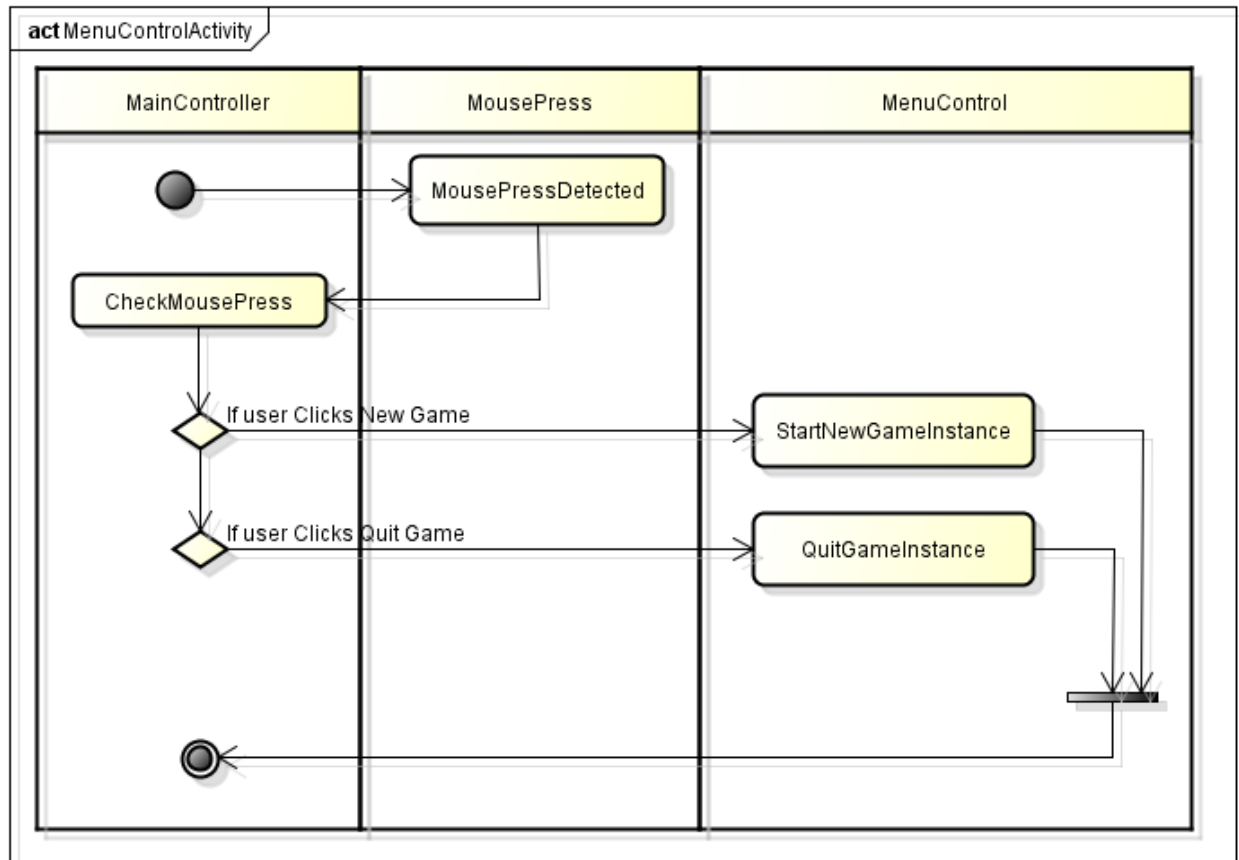 act MenuControlActivity
MainController
MousePress
MenuControl
MousePressDetected
CheckMousePress
If user Clicks New Game
StartNewGameInstance
If user Clicks Quit Game
QuitGameInstance